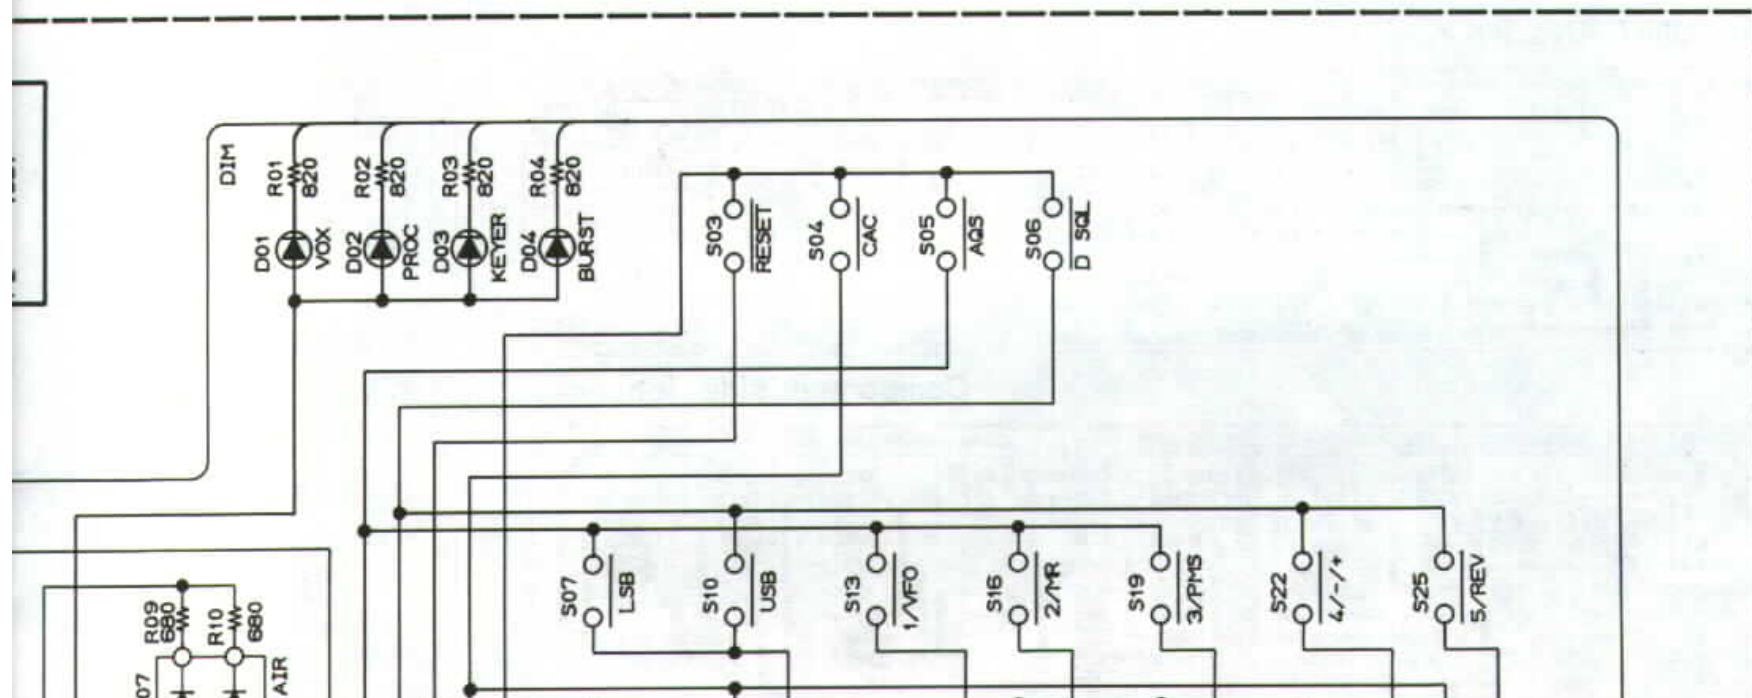 DIM
R01
820
R02
820
R03
820
R04
820
D01
VOX
D02
PROC
D03
KEYER
D04
BURST
S03
RESET
S04
CAC
S05
AQS
S06
D SQL
S07
LSB
S10
USB
S13
1/VFO
S16
2/MR
S19
3/PMS
S22
4/-/+
S25
5/REV
R09
680
R10
680
07
AIR